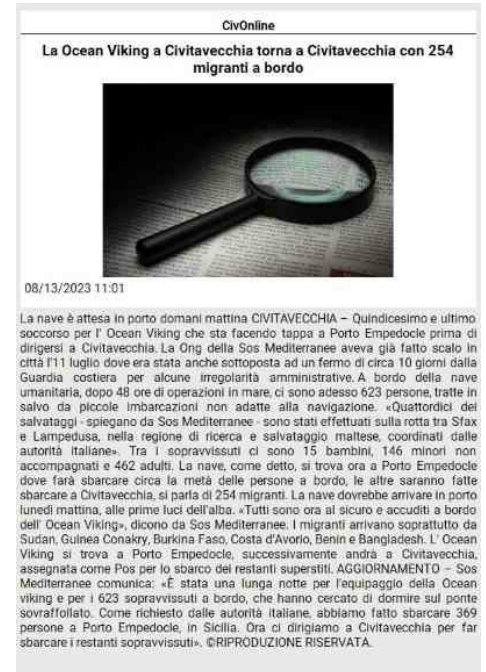 CivOnline
La Ocean Viking a Civitavecchia torna a Civitavecchia con 254
migranti a bordo
08/13/2023 11:01
La nave è attesa in porto domani mattina CIVITAVECCHIA – Quindicesimo e ultimo
soccorso per l' Ocean Viking che sta facendo tappa a Porto Empedocle prima di
dirigersi a Civitavecchia. La Ong della Sos Mediterranee aveva già fatto scalo in
città l'11 luglio dove era stata anche sottoposta ad un fermo di circa 10 giorni dalla
Guardia costiera per alcune irregolarità amministrative. A bordo della nave
umanitaria, dopo 48 ore di operazioni in mare, ci sono adesso 623 persone, tratte in
salvo da piccole imbarcazioni non adatte alla navigazione. «Quattordici dei
salvataggi - spiegano da Sos Mediterranee - sono stati effettuati sulla rotta tra Sfax
e Lampedusa, nella regione di ricerca e salvataggio maltese, coordinati dalle
autorità italiane». Tra i sopravvissuti ci sono 15 bambini, 146 minori non
accompagnati e 462 adulti. La nave, come detto, si trova ora a Porto Empedocle
dove farà sbarcare circa la metà delle persone a bordo, le altre saranno fatte
sbarcare a Civitavecchia, si parla di 254 migranti. La nave dovrebbe arrivare in porto
lunedì mattina, alle prime luci dell'alba. «Tutti sono ora al sicuro e accuditi a bordo
dell' Ocean Viking», dicono da Sos Mediterranee. I migranti arrivano soprattutto da
Sudan, Guinea Conakry, Burkina Faso, Costa d'Avorio, Benin e Bangladesh. L' Ocean
Viking si trova a Porto Empedocle, successivamente andrà a Civitavecchia,
assegnata come Pos per lo sbarco dei restanti superstiti. AGGIORNAMENTO – Sos
Mediterranee comunica: «È stata una lunga notte per l'equipaggio della Ocean
viking e per i 623 sopravvissuti a bordo, che hanno cercato di dormire sul ponte
sovraffollato. Come richiesto dalle autorità italiane, abbiamo fatto sbarcare 369
persone a Porto Empedocle, in Sicilia. Ora ci dirigiamo a Civitavecchia per far
sbarcare i restanti sopravvissuti». ©RIPRODUZIONE RISERVATA.